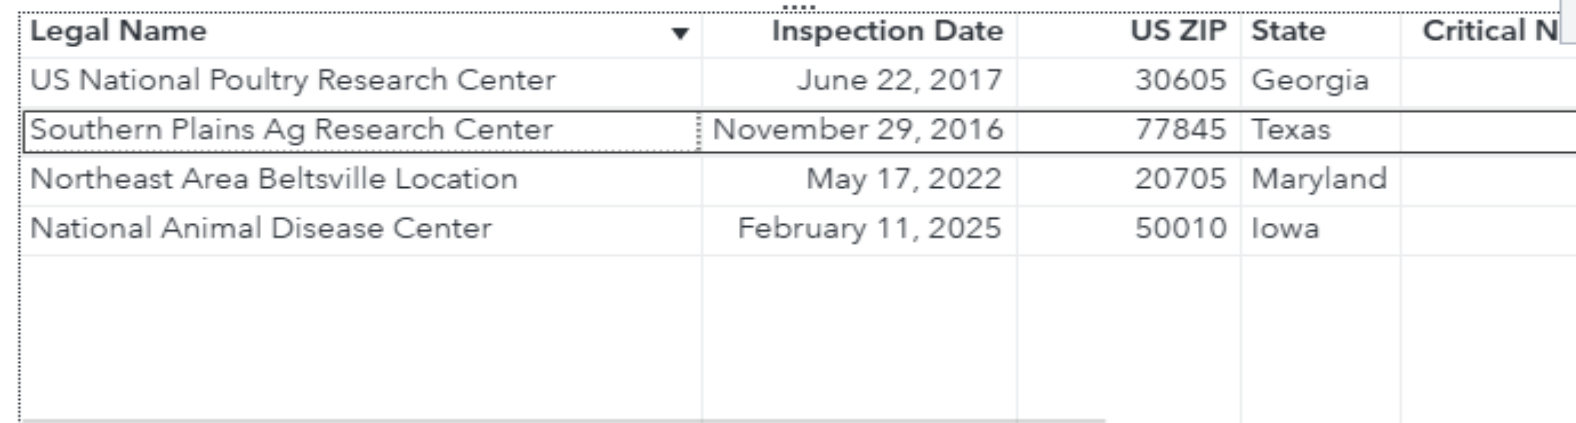 Legal Name Inspection Date US ZIP State Critical N
US National Poultry Research Center June 22, 2017 30605 Georgia
Southern Plains Ag Research Center November 29, 2016 77845 Texas
Northeast Area Beltsville Location May 17, 2022 20705 Maryland
National Animal Disease Center February 11, 2025 50010 Iowa